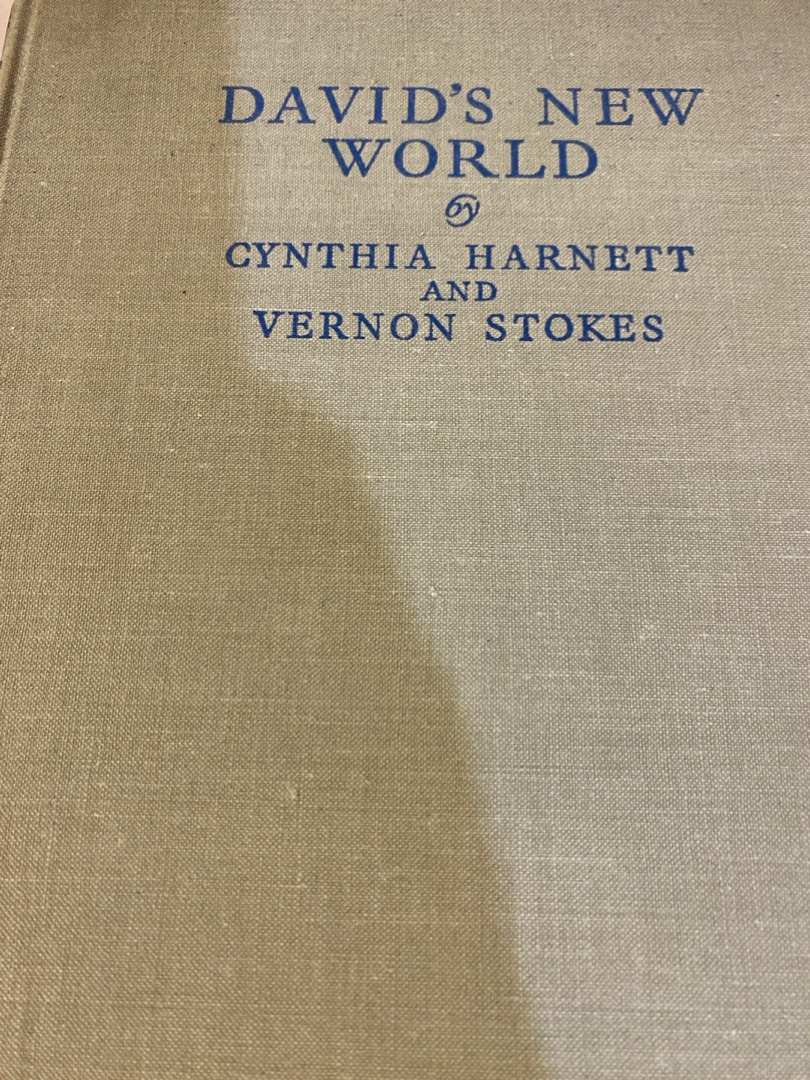 DAVID'S NEW
WORLD
by
CYNTHIA HARNETT
AND
VERNON STOKES